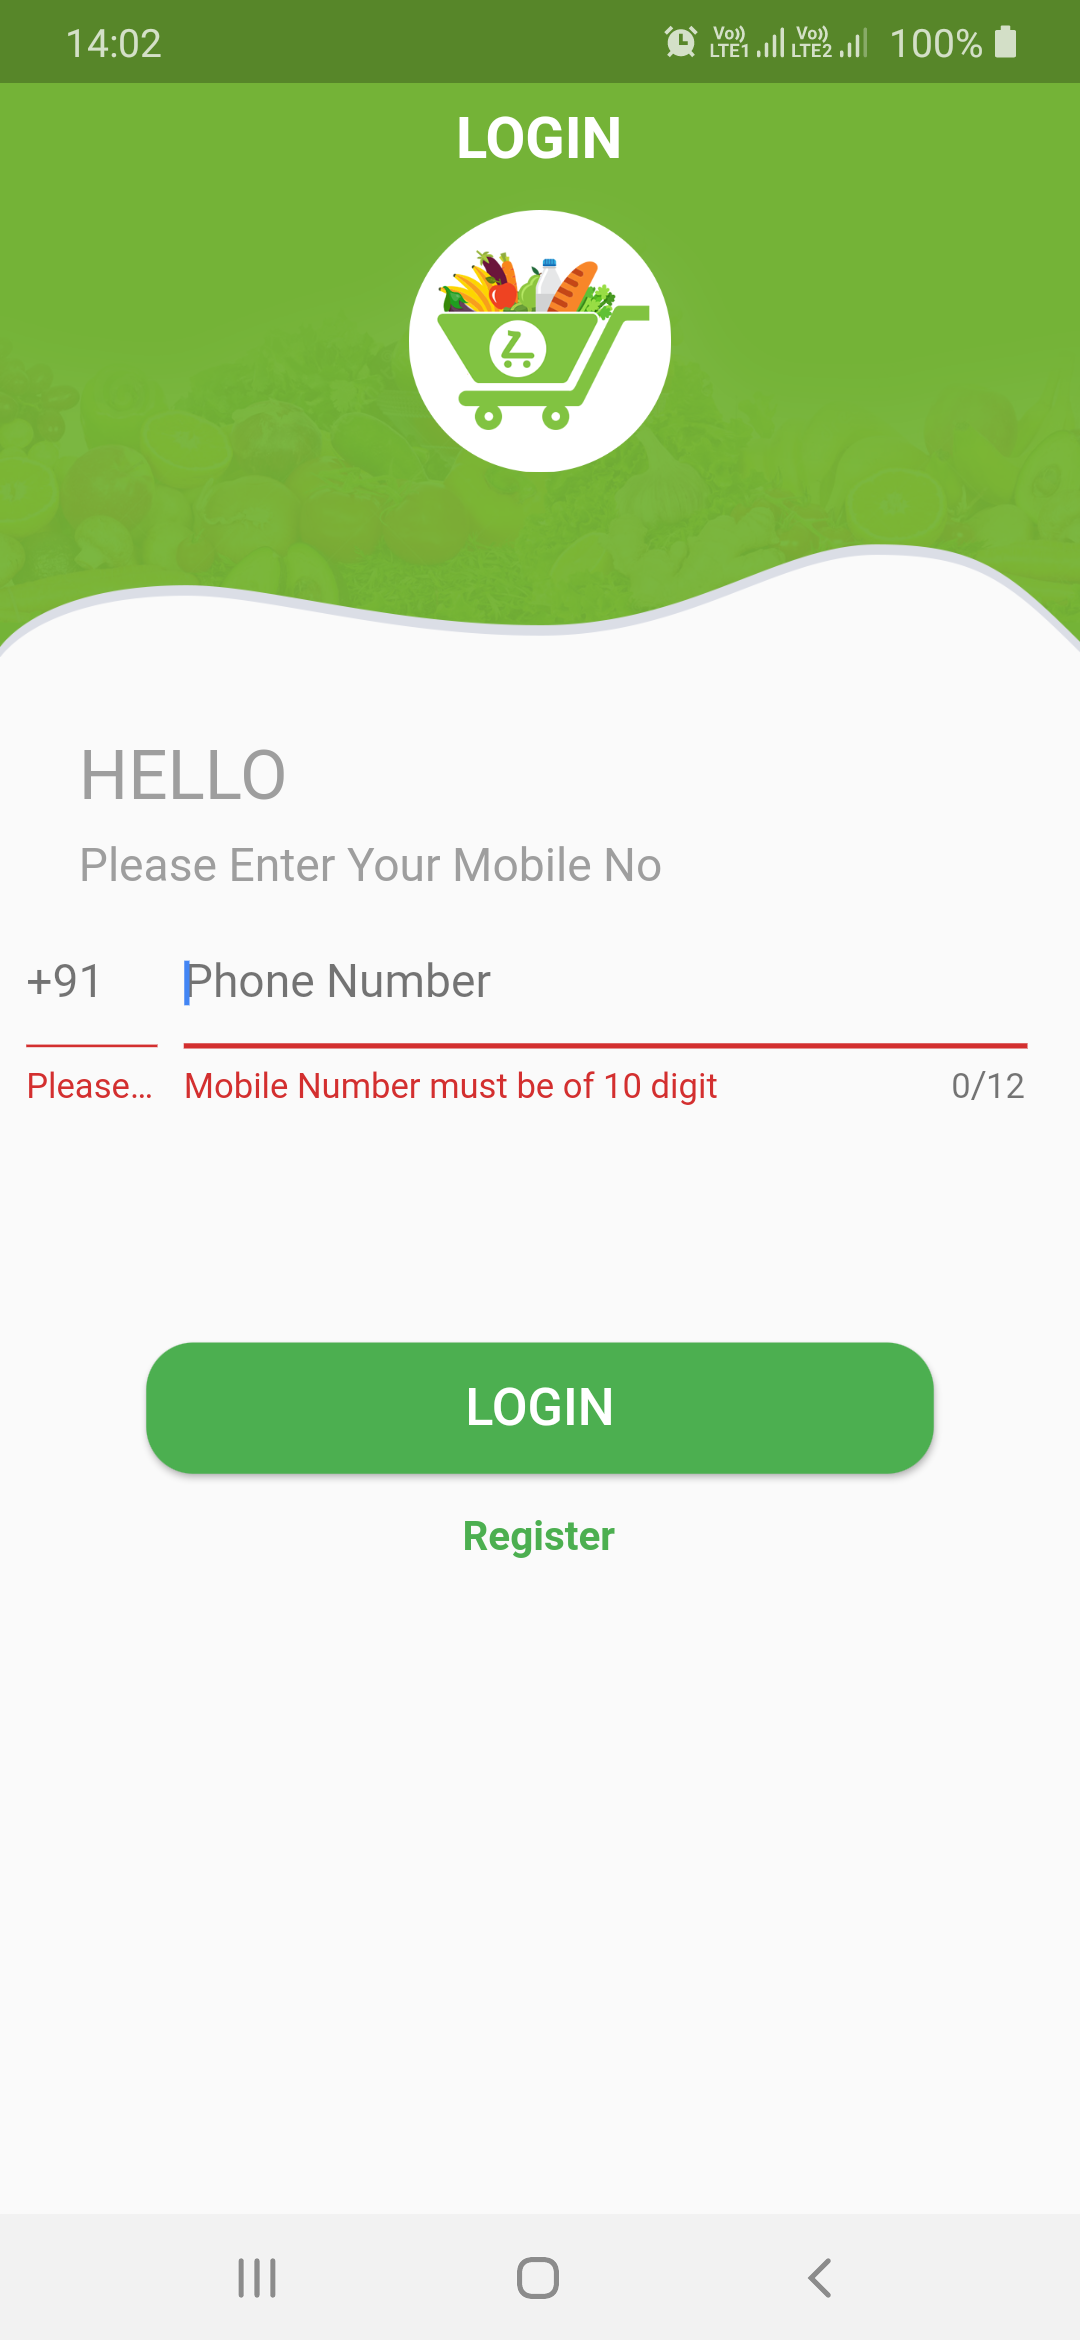 14:02 Vo)) LTE1 Vo)) LTE2 100%
LOGIN
Z
HELLO
Please Enter Your Mobile No
+91 Phone Number
Please... Mobile Number must be of 10 digit 0/12
LOGIN
Register